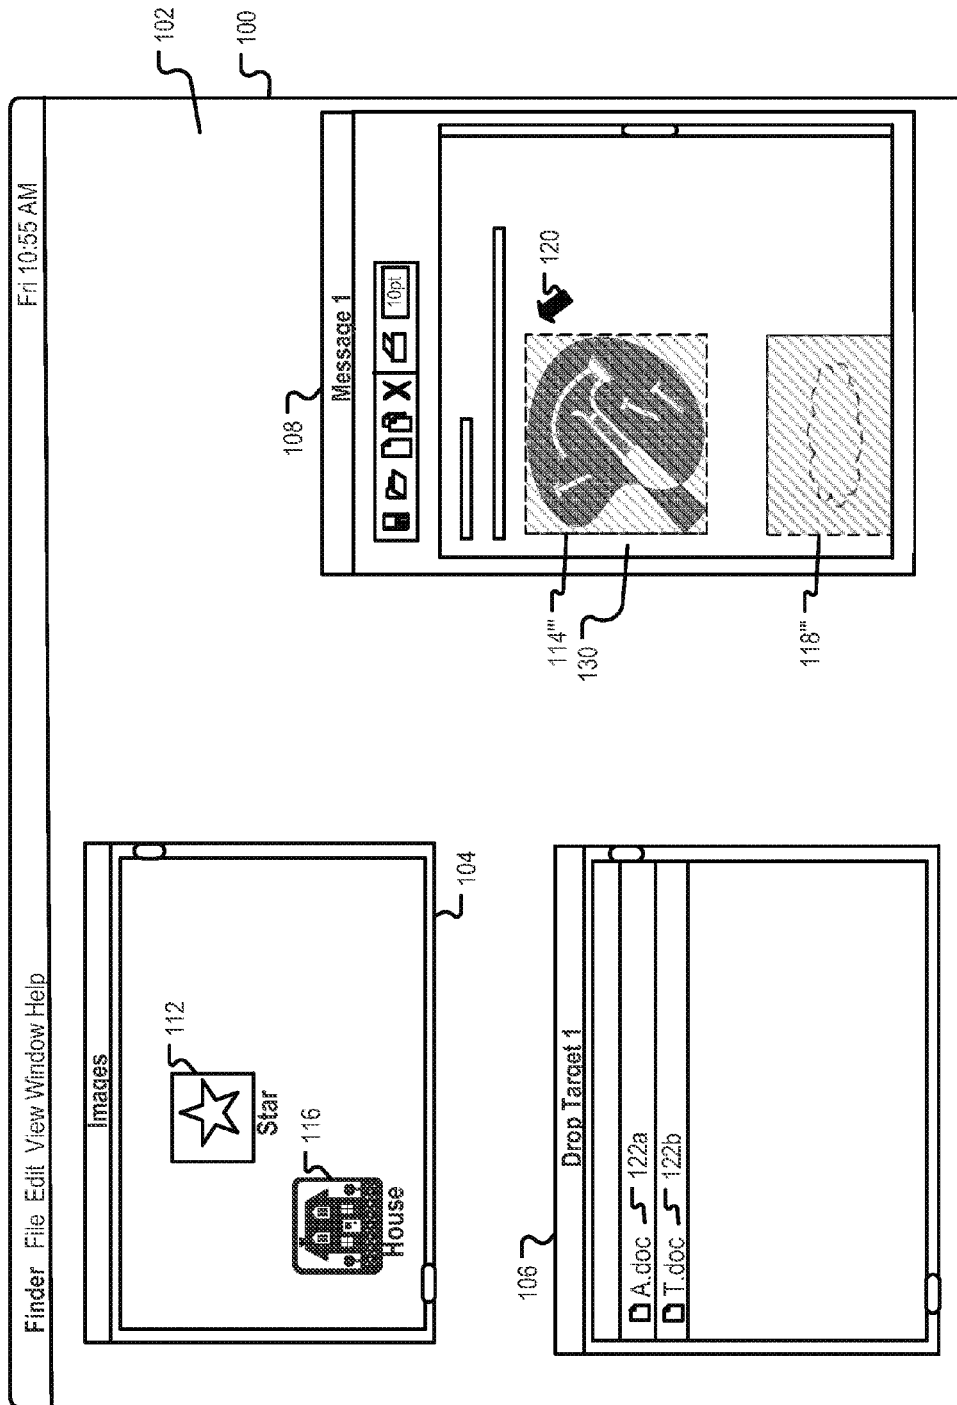 Finder File Edit View Window Help
Fri 10:55 AM
102
100
Images
112
Star
116
House
104
106
Drop Target 1
A.doc 122a
T.doc 122b
108
Message 1
10pt
120
114""
130
118""